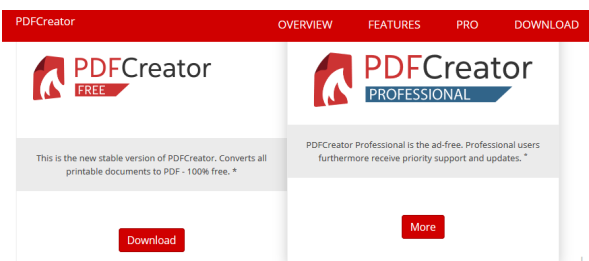 PDFCreator
OVERVIEW FEATURES PRO DOWNLOAD
PDFCreator
FREE
This is the new stable version of PDFCreator. Converts all
printable documents to PDF - 100% free. *
Download
PDFCreator
PROFESSIONAL
PDFCreator Professional is the ad-free. Professional users
furthermore receive priority support and updates. *
More